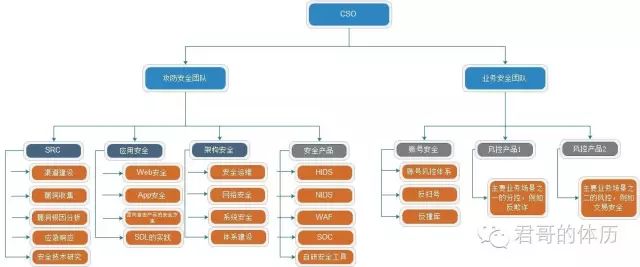 CSO
攻防安全团队
业务安全团队
SRC
应用安全
架构安全
安全产品
账号安全
风控产品1
风控产品2
渠道建设
漏洞收集
漏洞根因分析
应急响应
安全技术研究
Web安全
App安全
SDL的实践
安全运维
网络安全
系统安全
体系建设
HIDS
NIDS
WAF
SOC
自研安全工具
账号风控体系
反扫号
反撞库
主要业务场景之
一的分控，例如
反欺诈
主要业务场景之
二的风控，例如
交易安全
君哥的体历